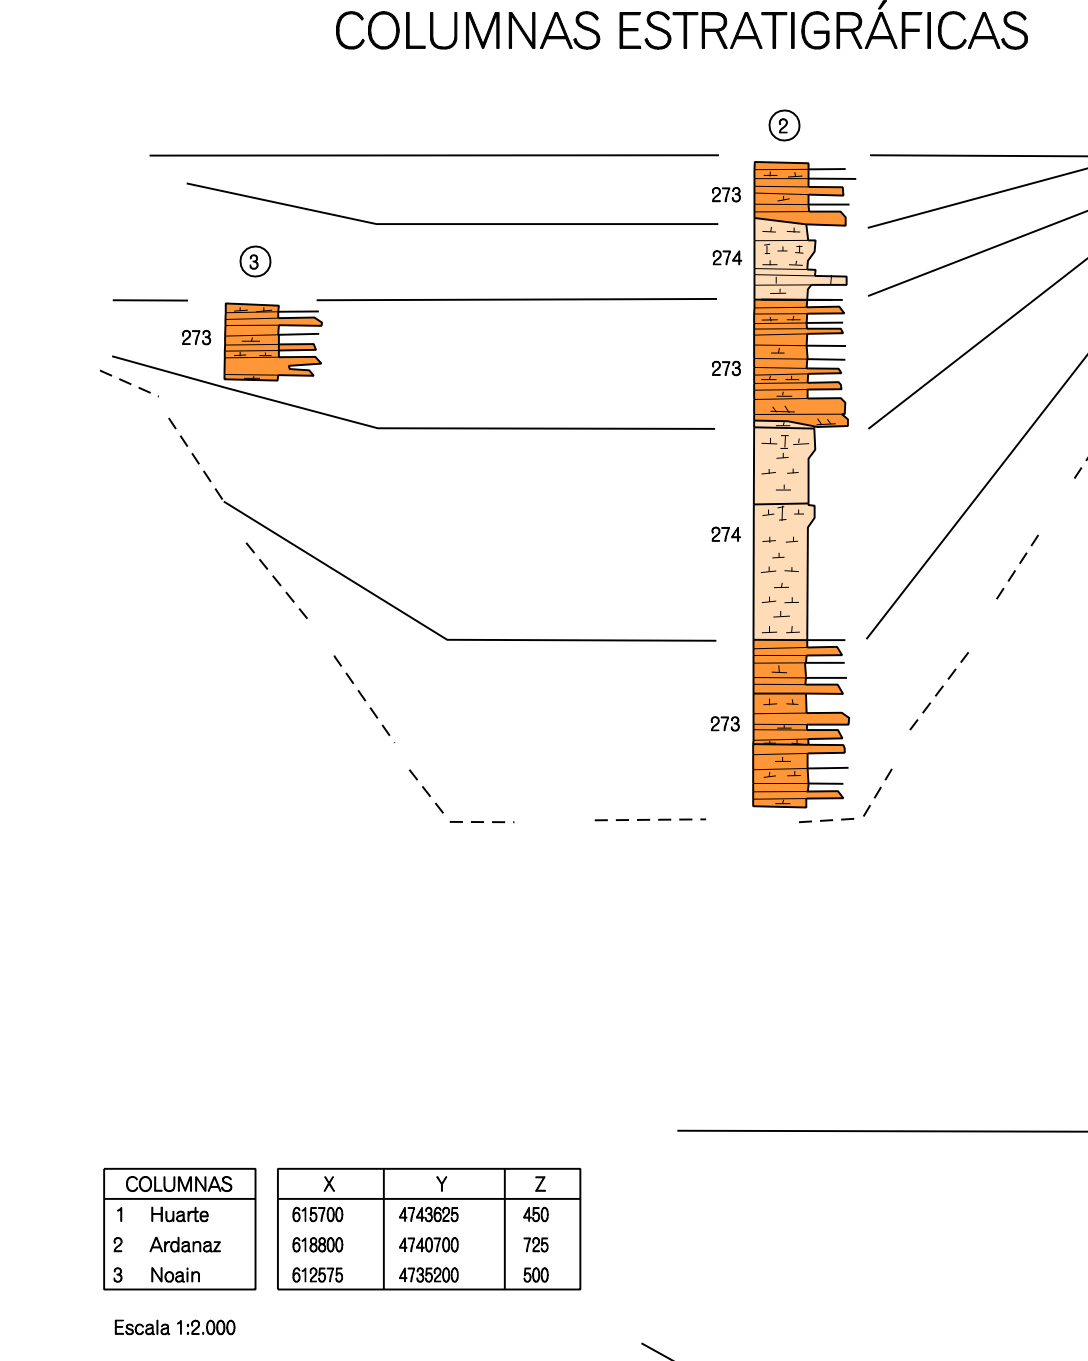 COLUMNAS ESTRATIGRÁFICAS
2
273
274
3
273
273
274
273
COLUMNAS X Y Z
1 Huarte 615700 4743625 450
2 Ardanaz 618800 4740700 725
3 Noain 612575 4735200 500
Escala 1:2.000